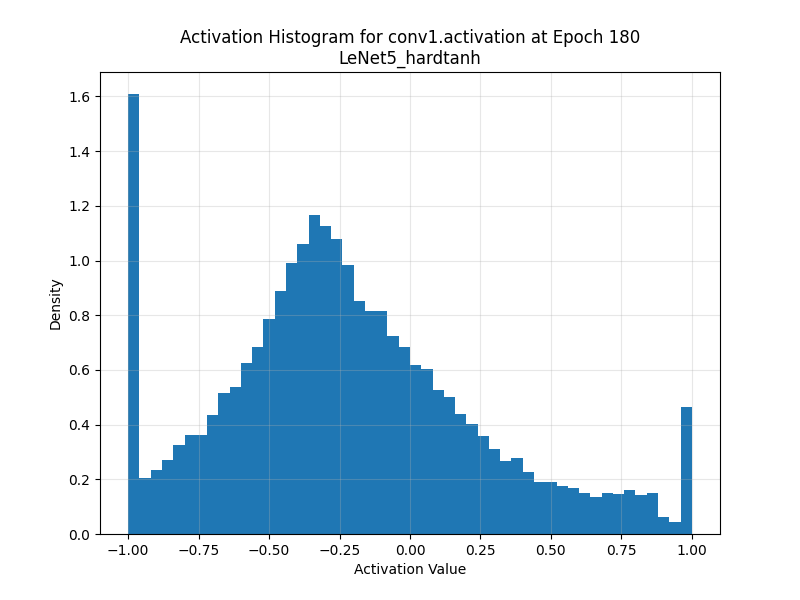 Activation Histogram for conv1.activation at Epoch 180
LeNet5_hardtanh
1.6
1.4
1.2
1.0
0.8
0.6
0.4
0.2
0.0
Density
−1.00 −0.75 −0.50 −0.25 0.00 0.25 0.50 0.75 1.00
Activation Value